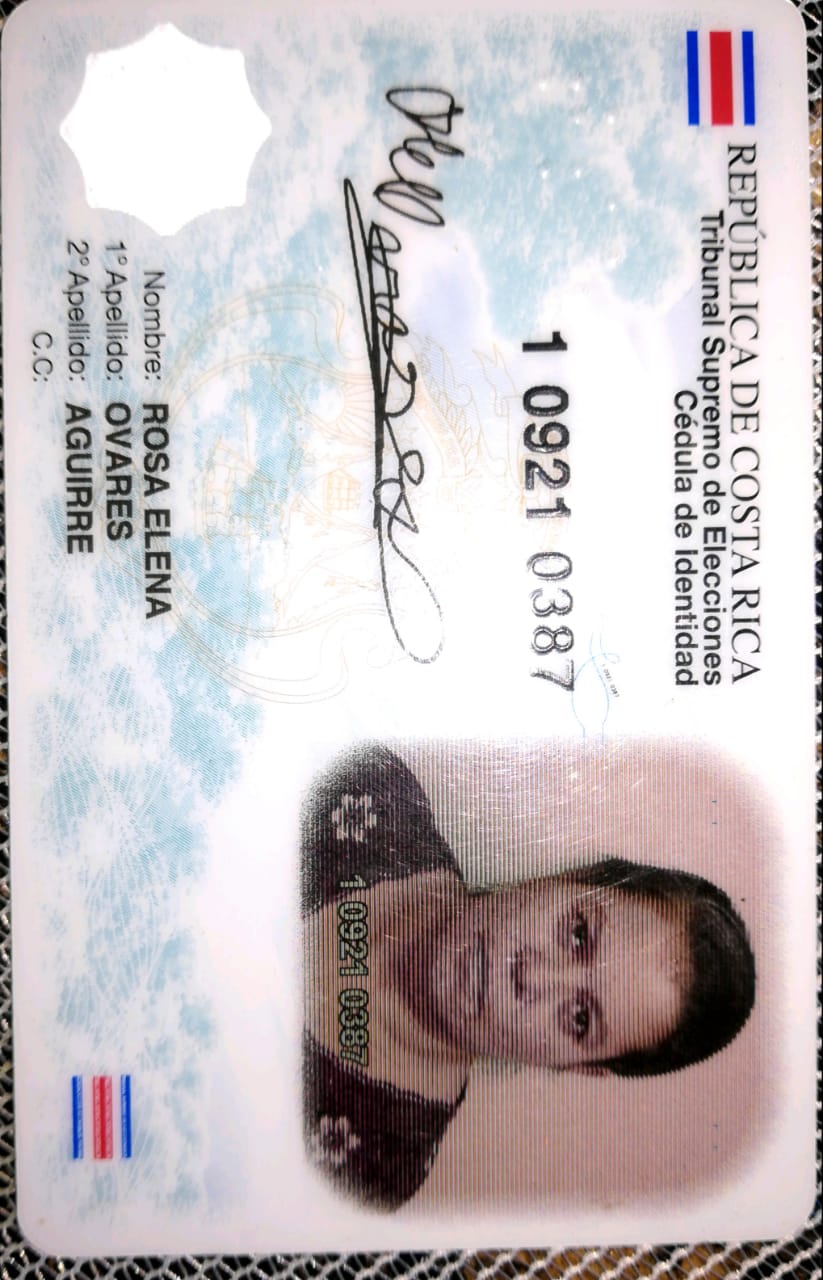 REPÚBLICA DE COSTA RICA
Tribunal Supremo de Elecciones
Cédula de Identidad
1 0921 0387
1 0921 0387
Nombre: ROSA ELENA
1° Apellido: OVARES
2° Apellido: AGUIRRE
C.C: